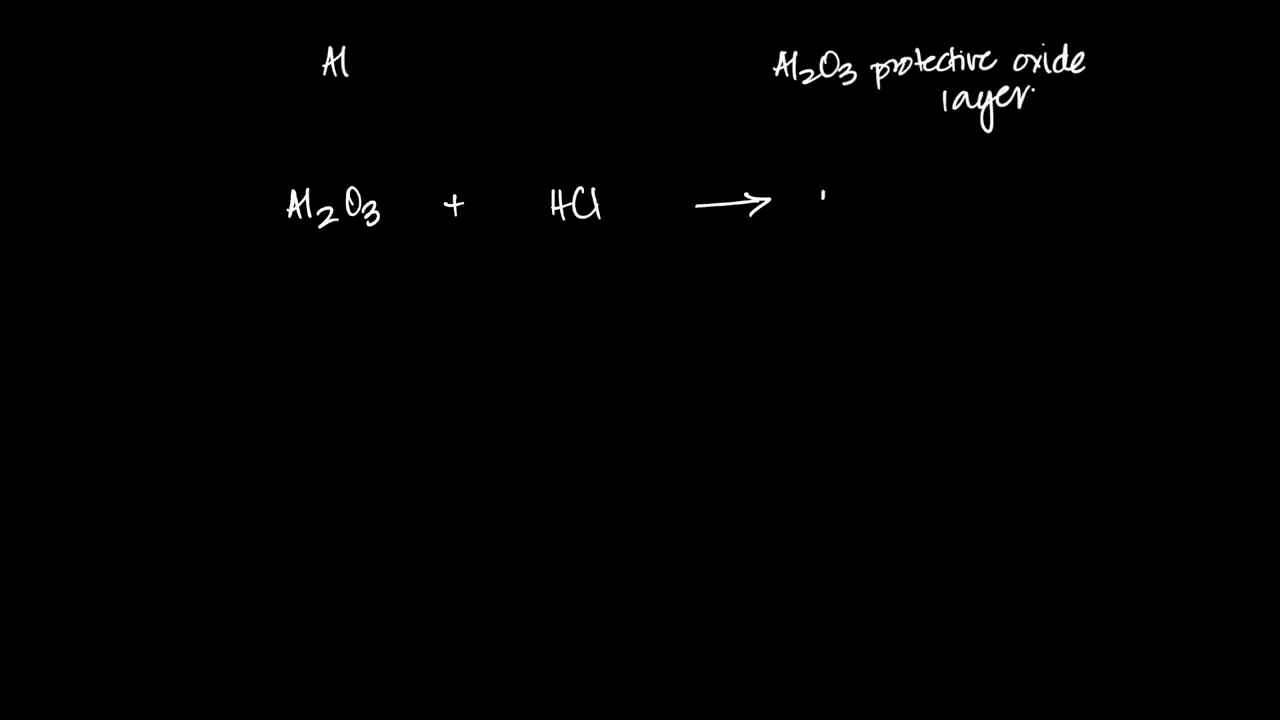 Al Al₂O₃ protective oxide
layer
Al₂O₃ + HCl →